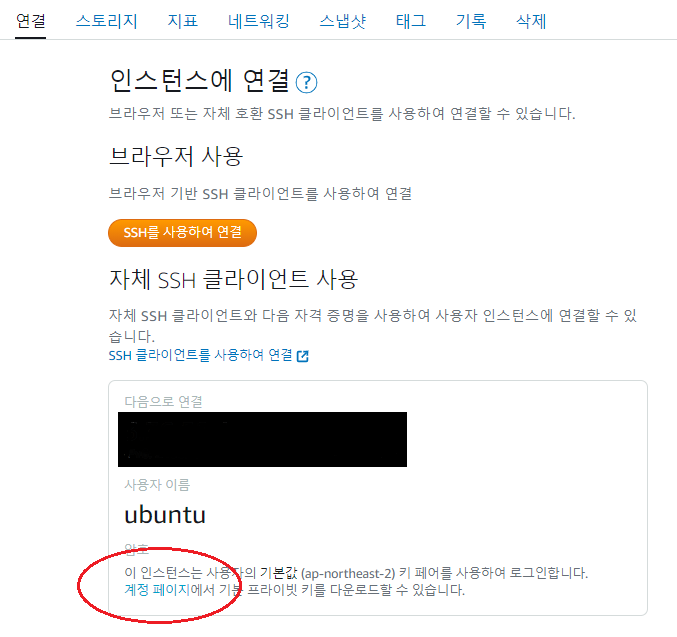 연결 스토리지 지표 네트워킹 스냅샷 태그 기록 삭제
인스턴스에 연결 ?
브라우저 또는 자체 호환 SSH 클라이언트를 사용하여 연결할 수 있습니다.
브라우저 사용
브라우저 기반 SSH 클라이언트를 사용하여 연결
SSH를 사용하여 연결
자체 SSH 클라이언트 사용
자체 SSH 클라이언트와 다음 자격 증명을 사용하여 사용자 인스턴스에 연결할 수 있
습니다.
SSH 클라이언트를 사용하여 연결
다음으로 연결
사용자 이름
ubuntu
암호
이 인스턴스는 사용자의 기본값 (ap-northeast-2) 키 페어를 사용하여 로그인합니다.
계정 페이지에서 기본 프라이빗 키를 다운로드할 수 있습니다.